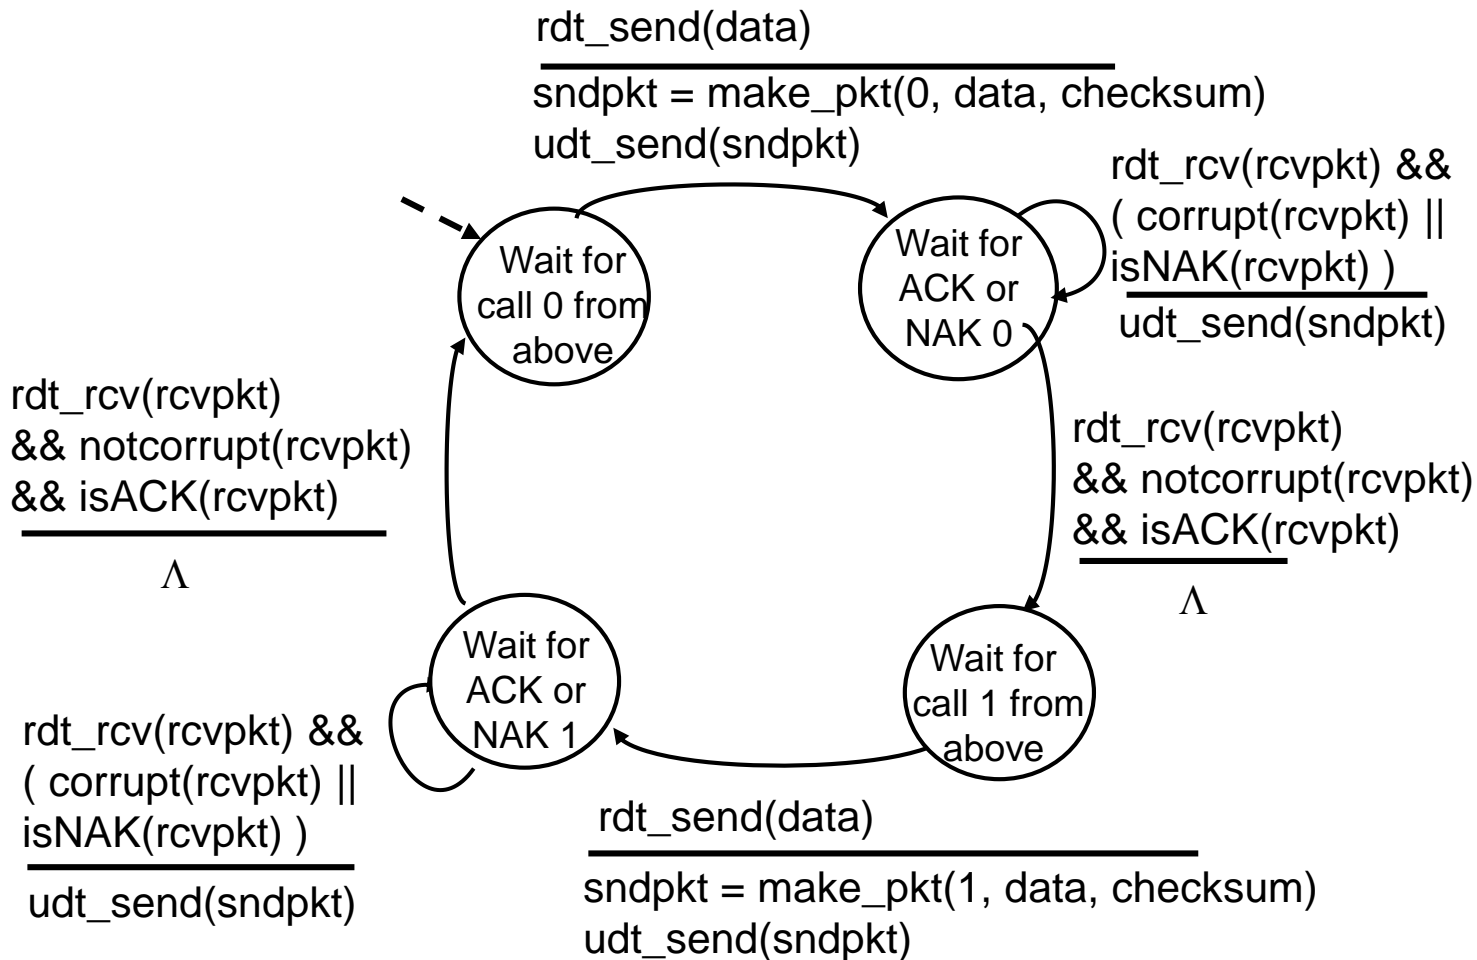 rdt_send(data)
sndpkt = make_pkt(0, data, checksum)
udt_send(sndpkt)
rdt_rcv(rcvpkt) &&
( corrupt(rcvpkt) ||
isNAK(rcvpkt) )
udt_send(sndpkt)
Wait for
call 0 from
above
Wait for
ACK or
NAK 0
rdt_rcv(rcvpkt)
&& notcorrupt(rcvpkt)
&& isACK(rcvpkt)
Λ
rdt_rcv(rcvpkt)
&& notcorrupt(rcvpkt)
&& isACK(rcvpkt)
Λ
Wait for
ACK or
NAK 1
Wait for
call 1 from
above
rdt_rcv(rcvpkt) &&
( corrupt(rcvpkt) ||
isNAK(rcvpkt) )
udt_send(sndpkt)
rdt_send(data)
sndpkt = make_pkt(1, data, checksum)
udt_send(sndpkt)